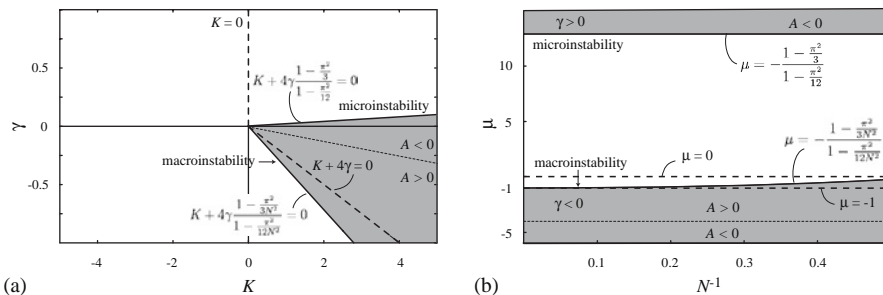 K = 0
0.5
K + 4γ (1 − π²/3)/(1 − π²/12) = 0
microinstability
γ
0
A < 0
macroinstability
K + 4γ = 0
A > 0
-0.5
K + 4γ (1 − π²/3N²)/(1 − π²/12N²) = 0
-4
-2
0
2
4
(a)
K
γ > 0
A < 0
microinstability
10
μ = − (1 − π²/3)/(1 − π²/12)
μ
5
macroinstability
μ = 0
μ = − (1 − π²/3N²)/(1 − π²/12N²)
-1
γ < 0
μ = -1
A > 0
-5
A < 0
0.1
0.2
0.3
0.4
(b)
N⁻¹